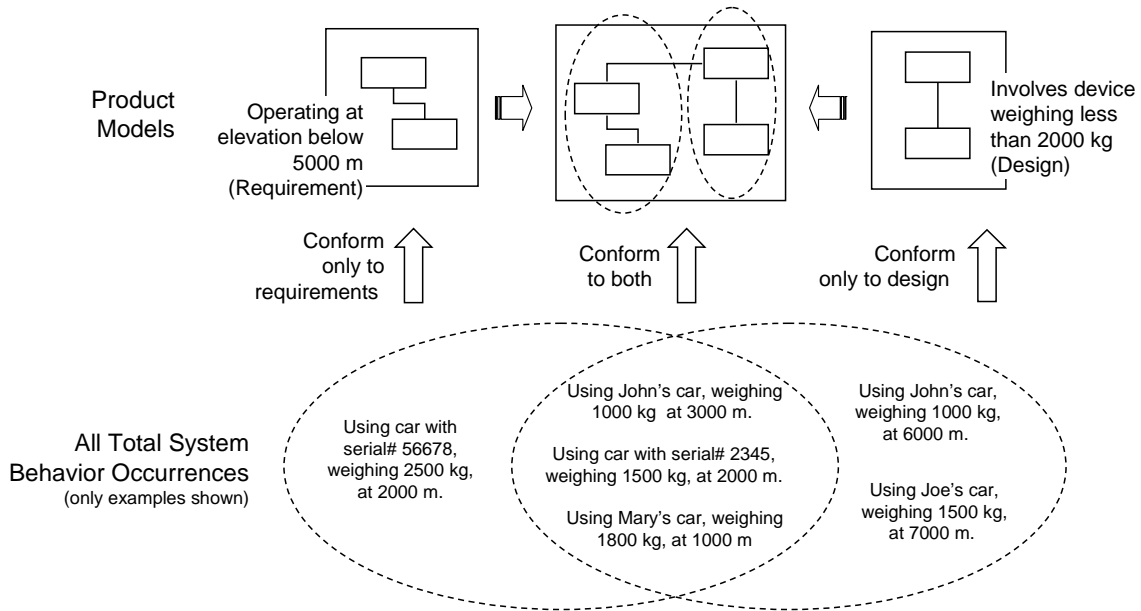 Product
Models
Operating at
elevation below
5000 m
(Requirement)
Involves device
weighing less
than 2000 kg
(Design)
Conform
only to
requirements
Conform
to both
Conform
only to design
All Total System
Behavior Occurrences
(only examples shown)
Using car with
serial# 56678,
weighing 2500 kg,
at 2000 m.
Using John’s car, weighing
1000 kg at 3000 m.
Using car with serial# 2345,
weighing 1500 kg, at 2000 m.
Using Mary’s car, weighing
1800 kg, at 1000 m
Using John’s car,
weighing 1000 kg,
at 6000 m.
Using Joe’s car,
weighing 1500 kg,
at 7000 m.